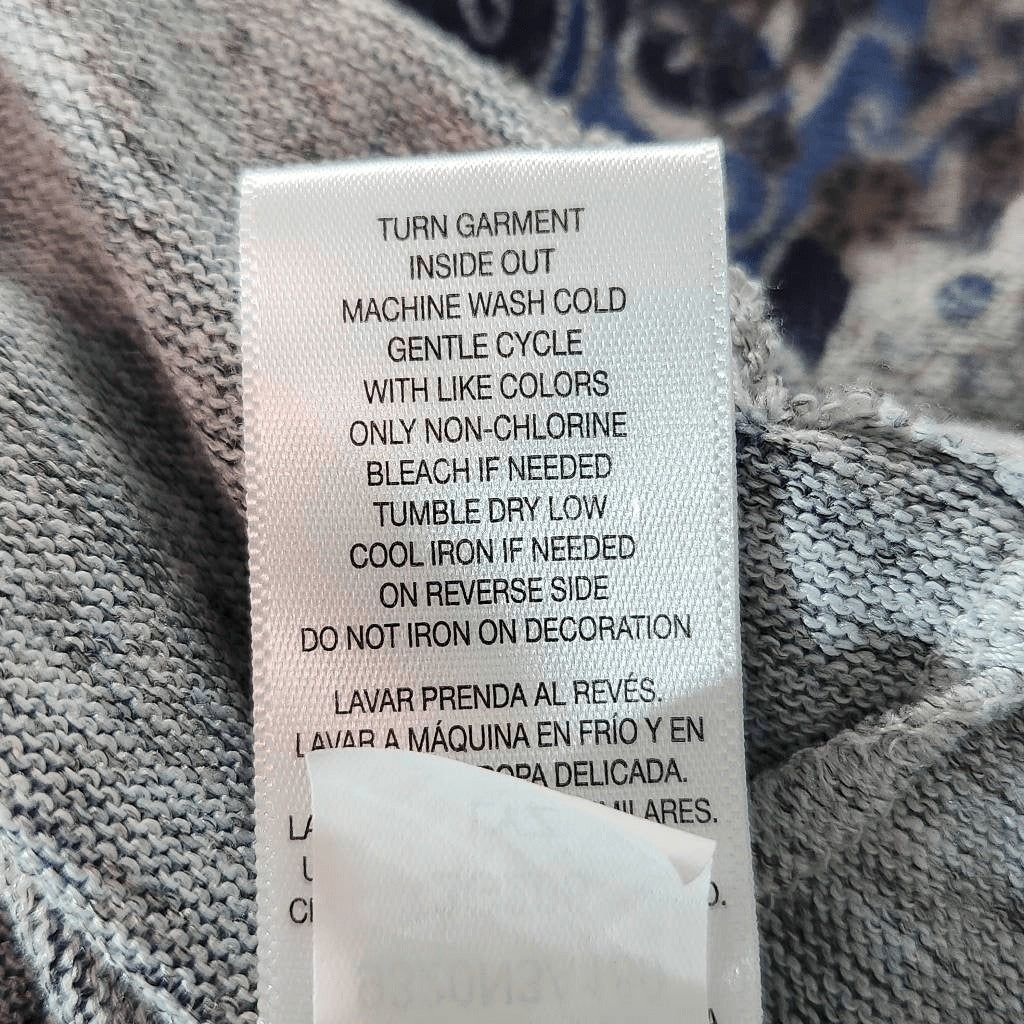 TURN GARMENT
INSIDE OUT
MACHINE WASH COLD
GENTLE CYCLE
WITH LIKE COLORS
ONLY NON-CHLORINE
BLEACH IF NEEDED
TUMBLE DRY LOW
COOL IRON IF NEEDED
ON REVERSE SIDE
DO NOT IRON ON DECORATION
LAVAR PRENDA AL REVÉS.
LAVAR A MÁQUINA EN FRÍO Y EN
DELICADA.